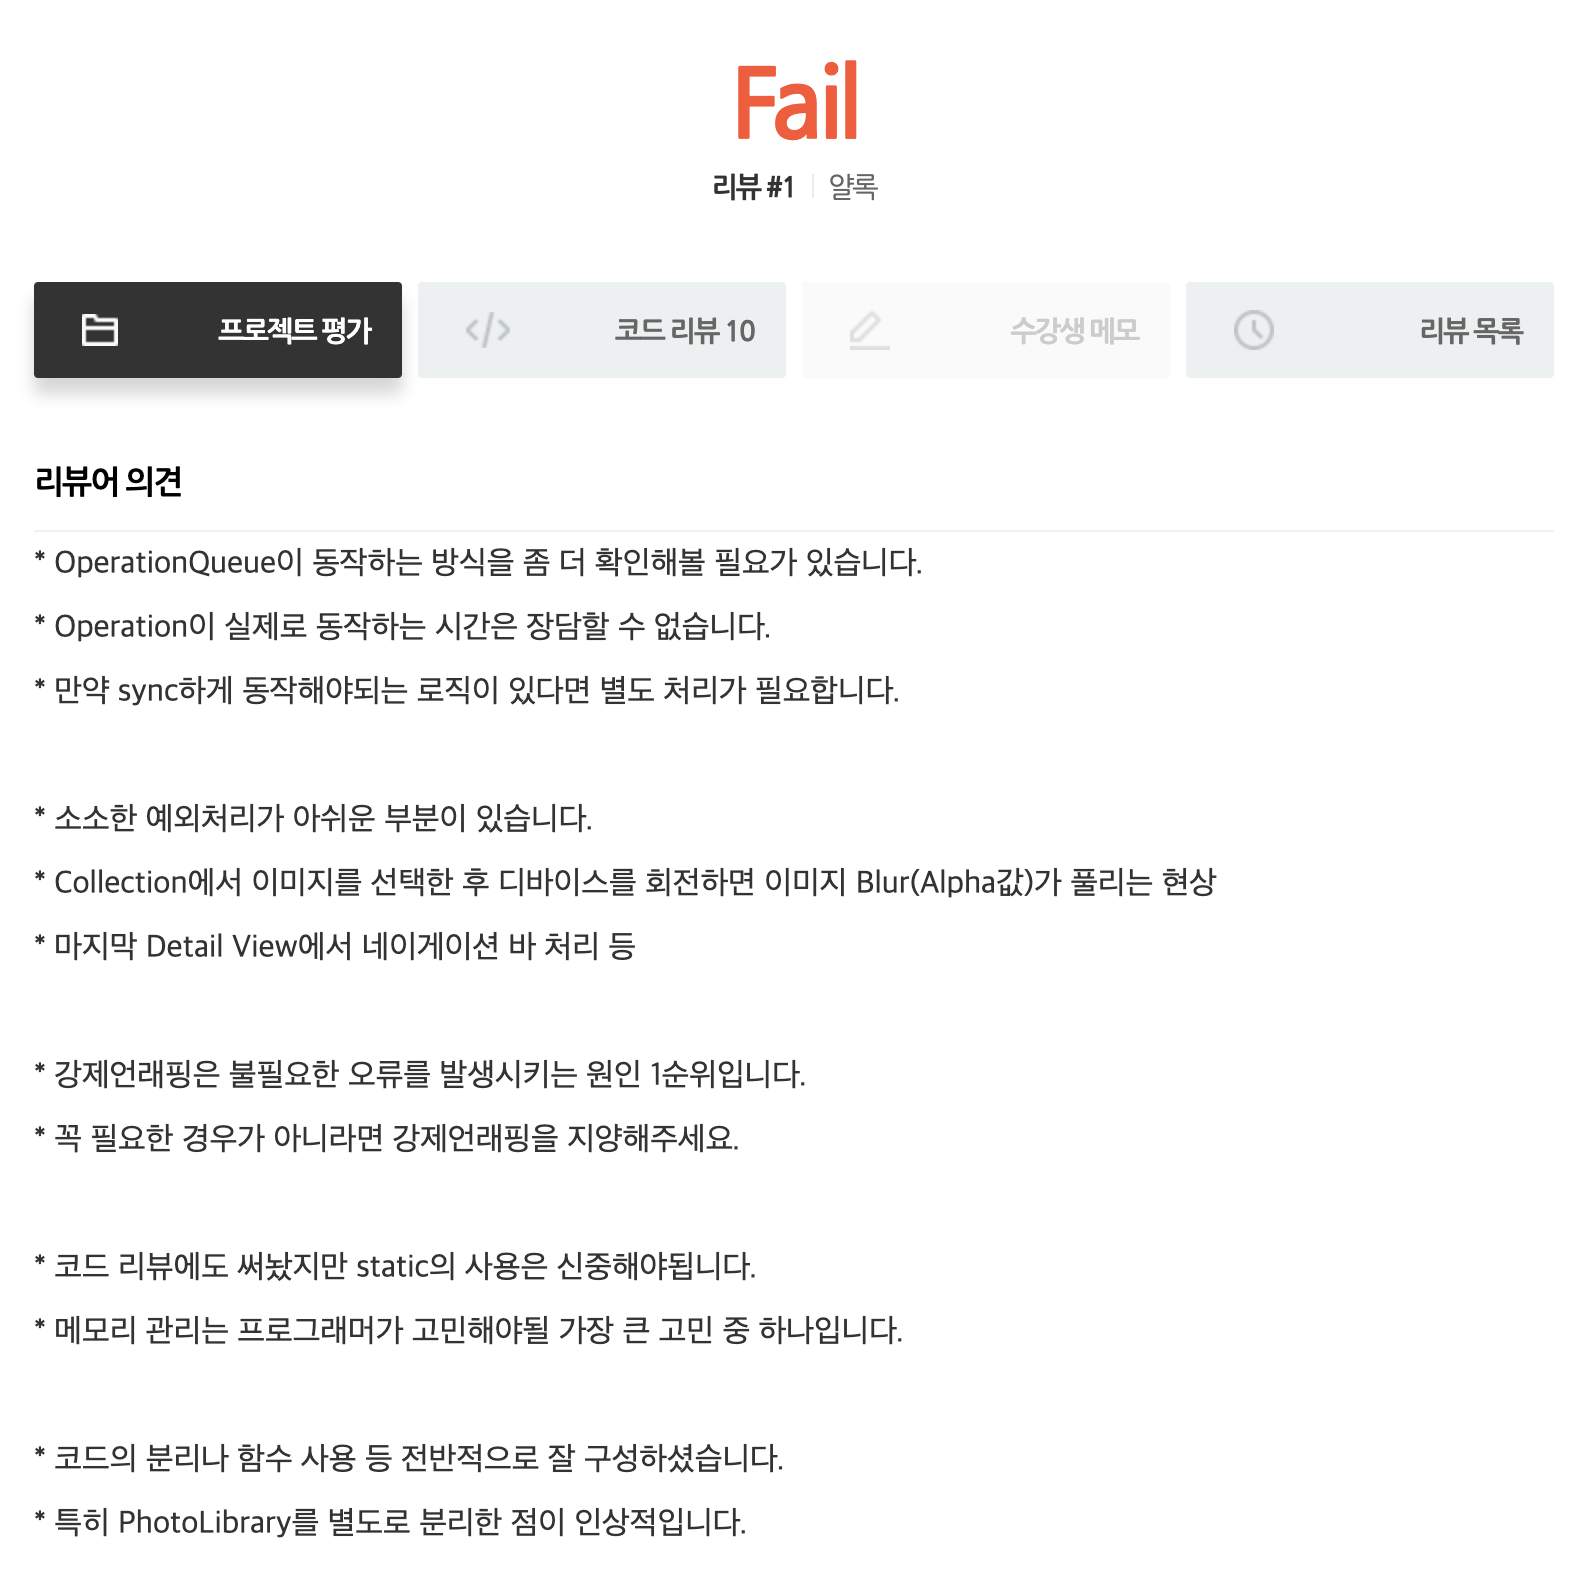 Fail
리뷰 #1 | 얄록
프로젝트 평가
코드 리뷰 10
수강생 메모
리뷰 목록
리뷰어 의견
* OperationQueue이 동작하는 방식을 좀 더 확인해볼 필요가 있습니다.
* Operation이 실제로 동작하는 시간은 장담할 수 없습니다.
* 만약 sync하게 동작해야되는 로직이 있다면 별도 처리가 필요합니다.
* 소소한 예외처리가 아쉬운 부분이 있습니다.
* Collection에서 이미지를 선택한 후 디바이스를 회전하면 이미지 Blur(Alpha값)가 풀리는 현상
* 마지막 Detail View에서 네이게이션 바 처리 등
* 강제언래핑은 불필요한 오류를 발생시키는 원인 1순위입니다.
* 꼭 필요한 경우가 아니라면 강제언래핑을 지양해주세요.
* 코드 리뷰에도 써놨지만 static의 사용은 신중해야됩니다.
* 메모리 관리는 프로그래머가 고민해야될 가장 큰 고민 중 하나입니다.
* 코드의 분리나 함수 사용 등 전반적으로 잘 구성하셨습니다.
* 특히 PhotoLibrary를 별도로 분리한 점이 인상적입니다.